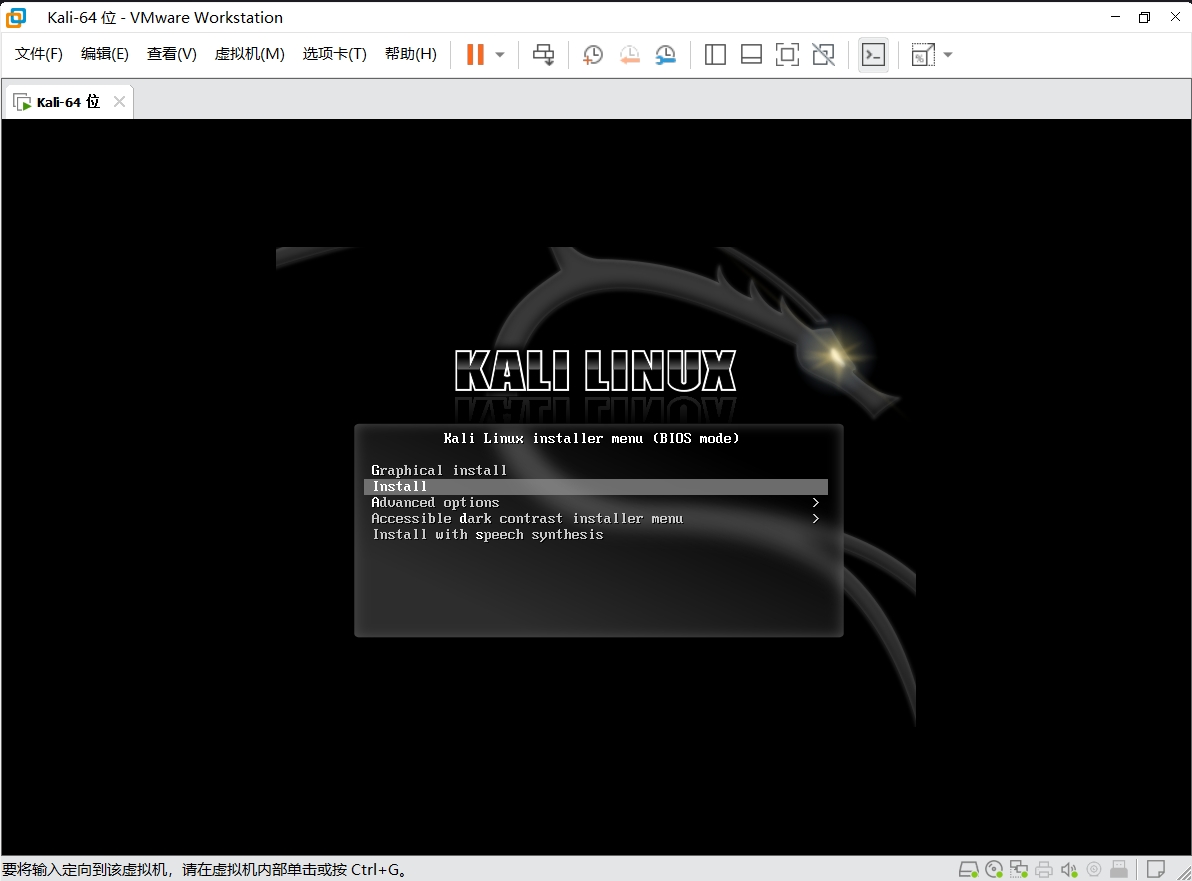 Kali-64 位 - VMware Workstation
文件(F) 编辑(E) 查看(V) 虚拟机(M) 选项卡(T) 帮助(H)
Kali-64 位
KALI LINUX
Kali Linux installer menu (BIOS mode)
Graphical install
Install
Advanced options >
Accessible dark contrast installer menu >
Install with speech synthesis
要将输入定向到该虚拟机，请在虚拟机内部单击或按 Ctrl+G。